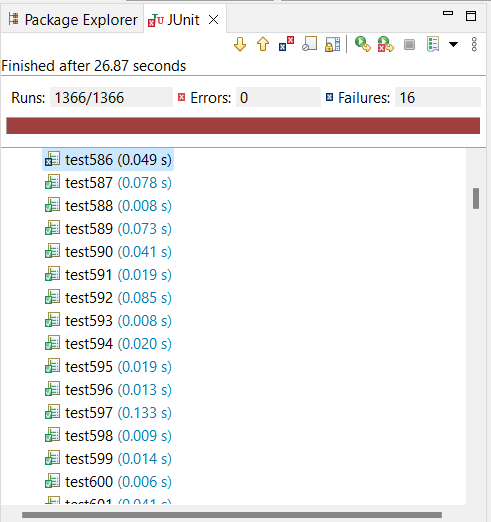 Package Explorer JUnit
Finished after 26.87 seconds
Runs: 1366/1366 Errors: 0 Failures: 16
test586 (0.049 s)
test587 (0.078 s)
test588 (0.008 s)
test589 (0.073 s)
test590 (0.041 s)
test591 (0.019 s)
test592 (0.085 s)
test593 (0.008 s)
test594 (0.020 s)
test595 (0.019 s)
test596 (0.013 s)
test597 (0.133 s)
test598 (0.009 s)
test599 (0.014 s)
test600 (0.006 s)
test601 (0.041 s)